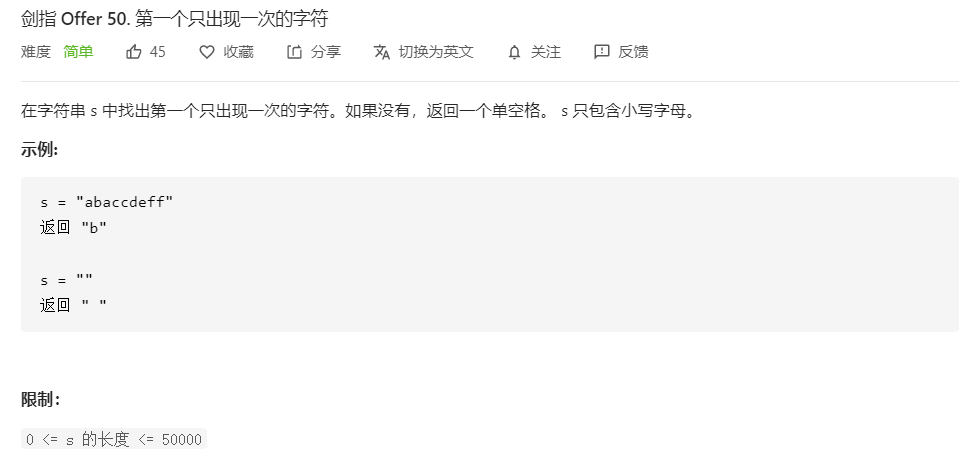 剑指 Offer 50. 第一个只出现一次的字符
难度 简单 45 收藏 分享 切换为英文 关注 反馈
在字符串 s 中找出第一个只出现一次的字符。如果没有，返回一个单空格。 s 只包含小写字母。
示例:
s = "abaccdeff"
返回 "b"
s = ""
返回 " "
限制：
0 <= s 的长度 <= 50000